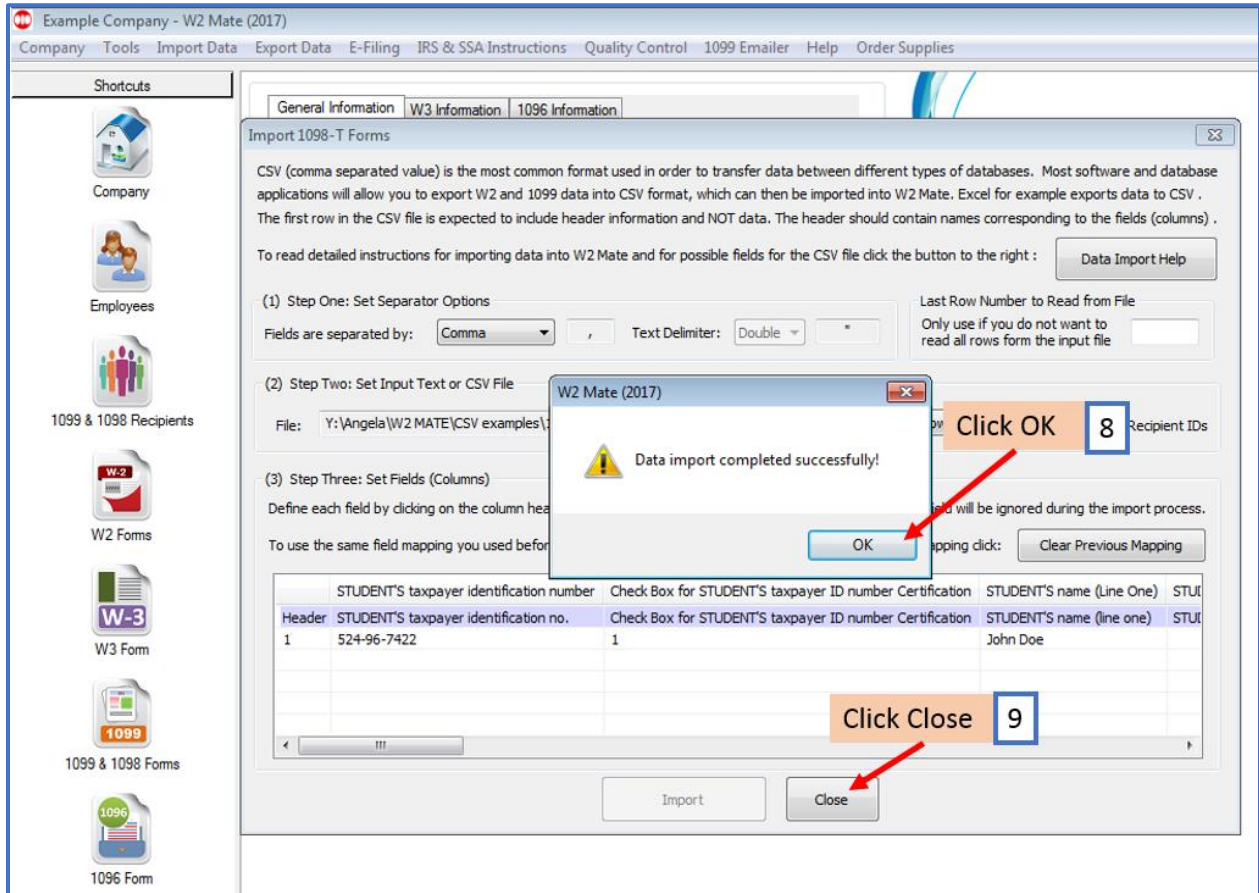 Example Company - W2 Mate (2017)
Company Tools Import Data Export Data E-Filing IRS & SSA Instructions Quality Control 1099 Emailer Help Order Supplies
Shortcuts
Company
Employees
1099 & 1098 Recipients
W-2
W2 Forms
W-3
W3 Form
1099
1099 & 1098 Forms
1096
1096 Form
General Information W3 Information 1096 Information
Import 1098-T Forms
CSV (comma separated value) is the most common format used in order to transfer data between different types of databases. Most software and database
applications will allow you to export W2 and 1099 data into CSV format, which can then be imported into W2 Mate. Excel for example exports data to CSV .
The first row in the CSV file is expected to include header information and NOT data. The header should contain names corresponding to the fields (columns) .
To read detailed instructions for importing data into W2 Mate and for possible fields for the CSV file click the button to the right :
Data Import Help
(1) Step One: Set Separator Options
Fields are separated by: Comma , Text Delimiter: Double "
Last Row Number to Read from File
Only use if you do not want to
read all rows form the input file
(2) Step Two: Set Input Text or CSV File
File: Y:\Angela\W2 MATE\CSV examples\
Recipient IDs
W2 Mate (2017)
Data import completed successfully!
OK
Click OK 8
(3) Step Three: Set Fields (Columns)
Define each field by clicking on the column hea
will be ignored during the import process.
To use the same field mapping you used befor
apping click: Clear Previous Mapping
STUDENT'S taxpayer identification number Check Box for STUDENT'S taxpayer ID number Certification STUDENT'S name (Line One) STU
Header STUDENT'S taxpayer identification no. Check Box for STUDENT'S taxpayer ID number Certification STUDENT'S name (line one) STU
1 524-96-7422 1 John Doe
Click Close 9
Import Close